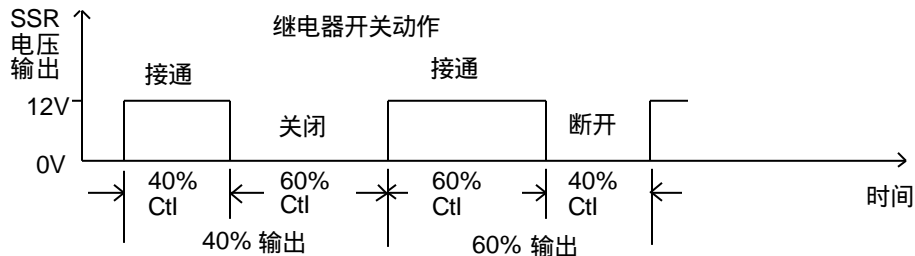 SSR
电压
输出
继电器开关动作
接通
接通
12V
关闭
断开
0V
40%
Ctl
60%
Ctl
60%
Ctl
40%
Ctl
时间
40% 输出
60% 输出